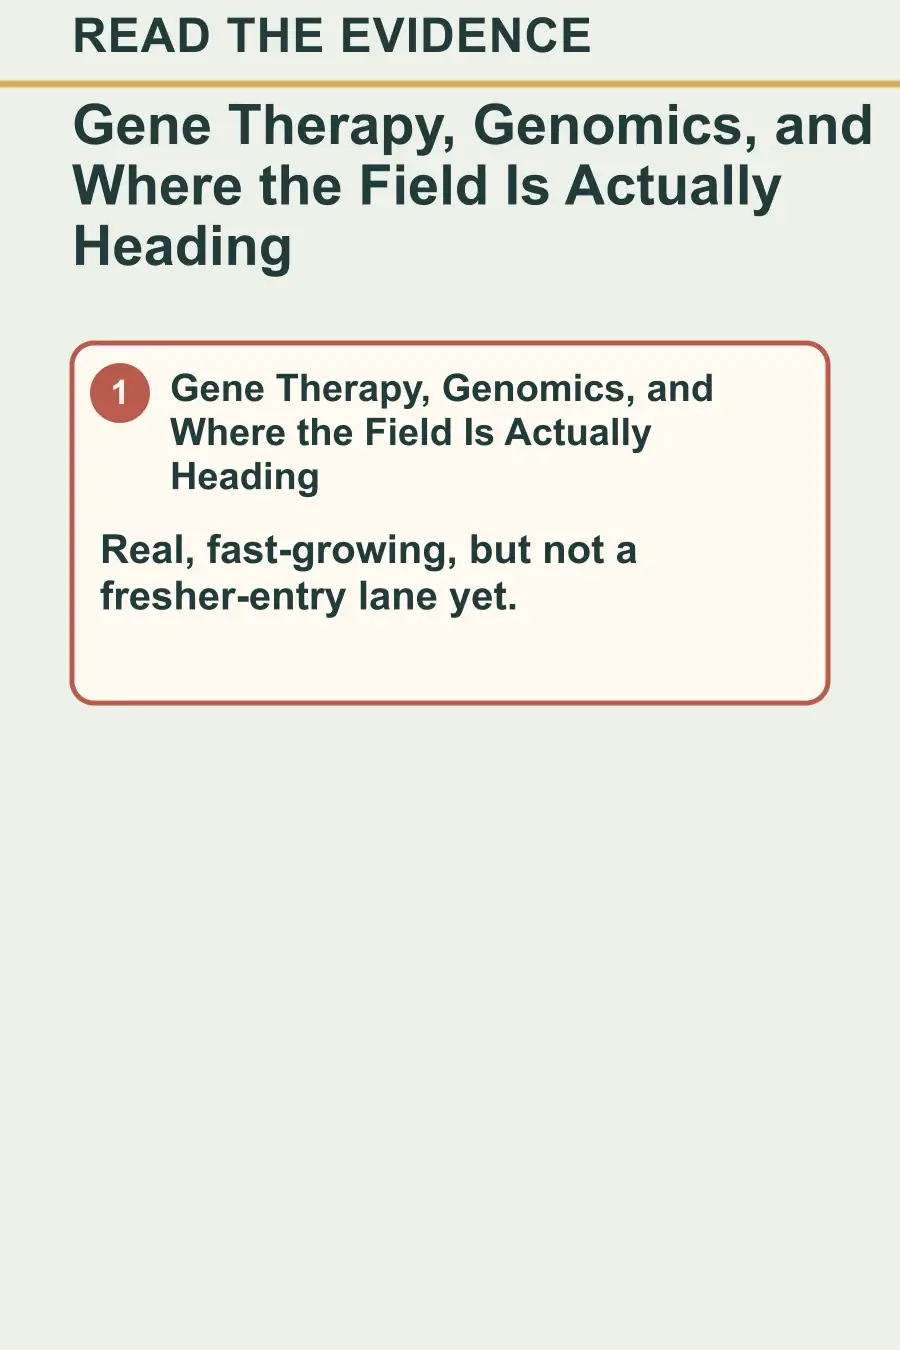 READ THE EVIDENCE
Gene Therapy, Genomics, and
Where the Field Is Actually
Heading
1
Gene Therapy, Genomics, and
Where the Field Is Actually
Heading
Real, fast-growing, but not a
fresher-entry lane yet.